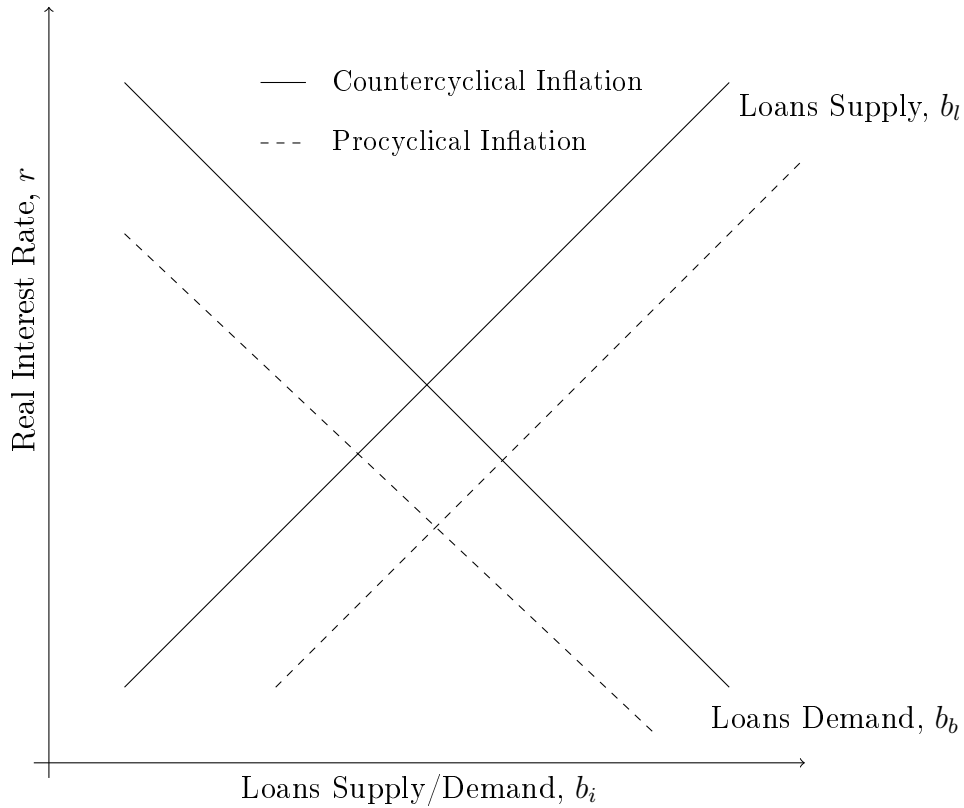 Countercyclical Inflation
Loans Supply, b_l
Procyclical Inflation
Real Interest Rate, r
Loans Demand, b_b
Loans Supply/Demand, b_i